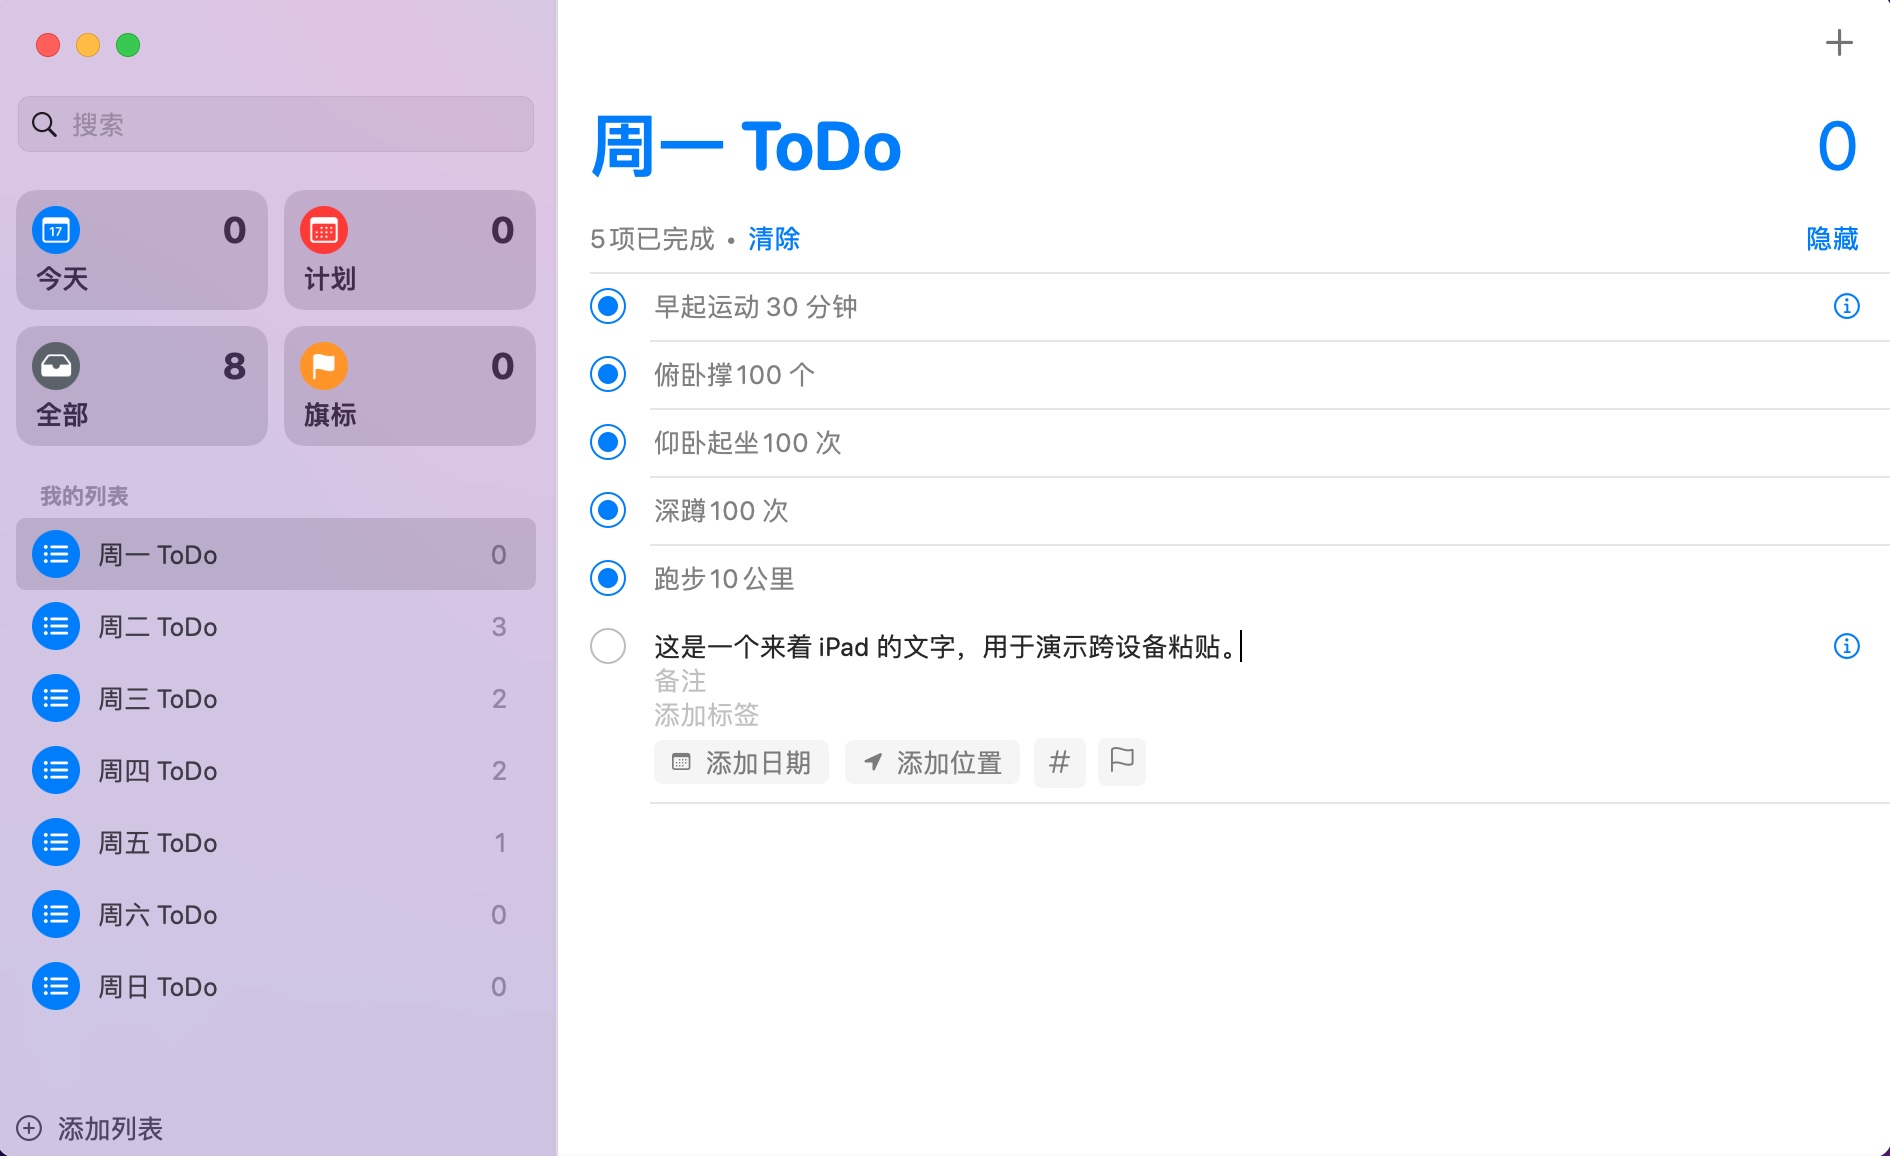 搜索
17
0
今天
0
计划
8
全部
0
旗标
我的列表
周一 ToDo 0
周二 ToDo 3
周三 ToDo 2
周四 ToDo 2
周五 ToDo 1
周六 ToDo 0
周日 ToDo 0
添加列表
周一 ToDo 0
5项已完成 • 清除 隐藏
早起运动 30 分钟
俯卧撑100 个
仰卧起坐100 次
深蹲100 次
跑步10公里
这是一个来着 iPad 的文字，用于演示跨设备粘贴。
备注
添加标签
添加日期 添加位置 #